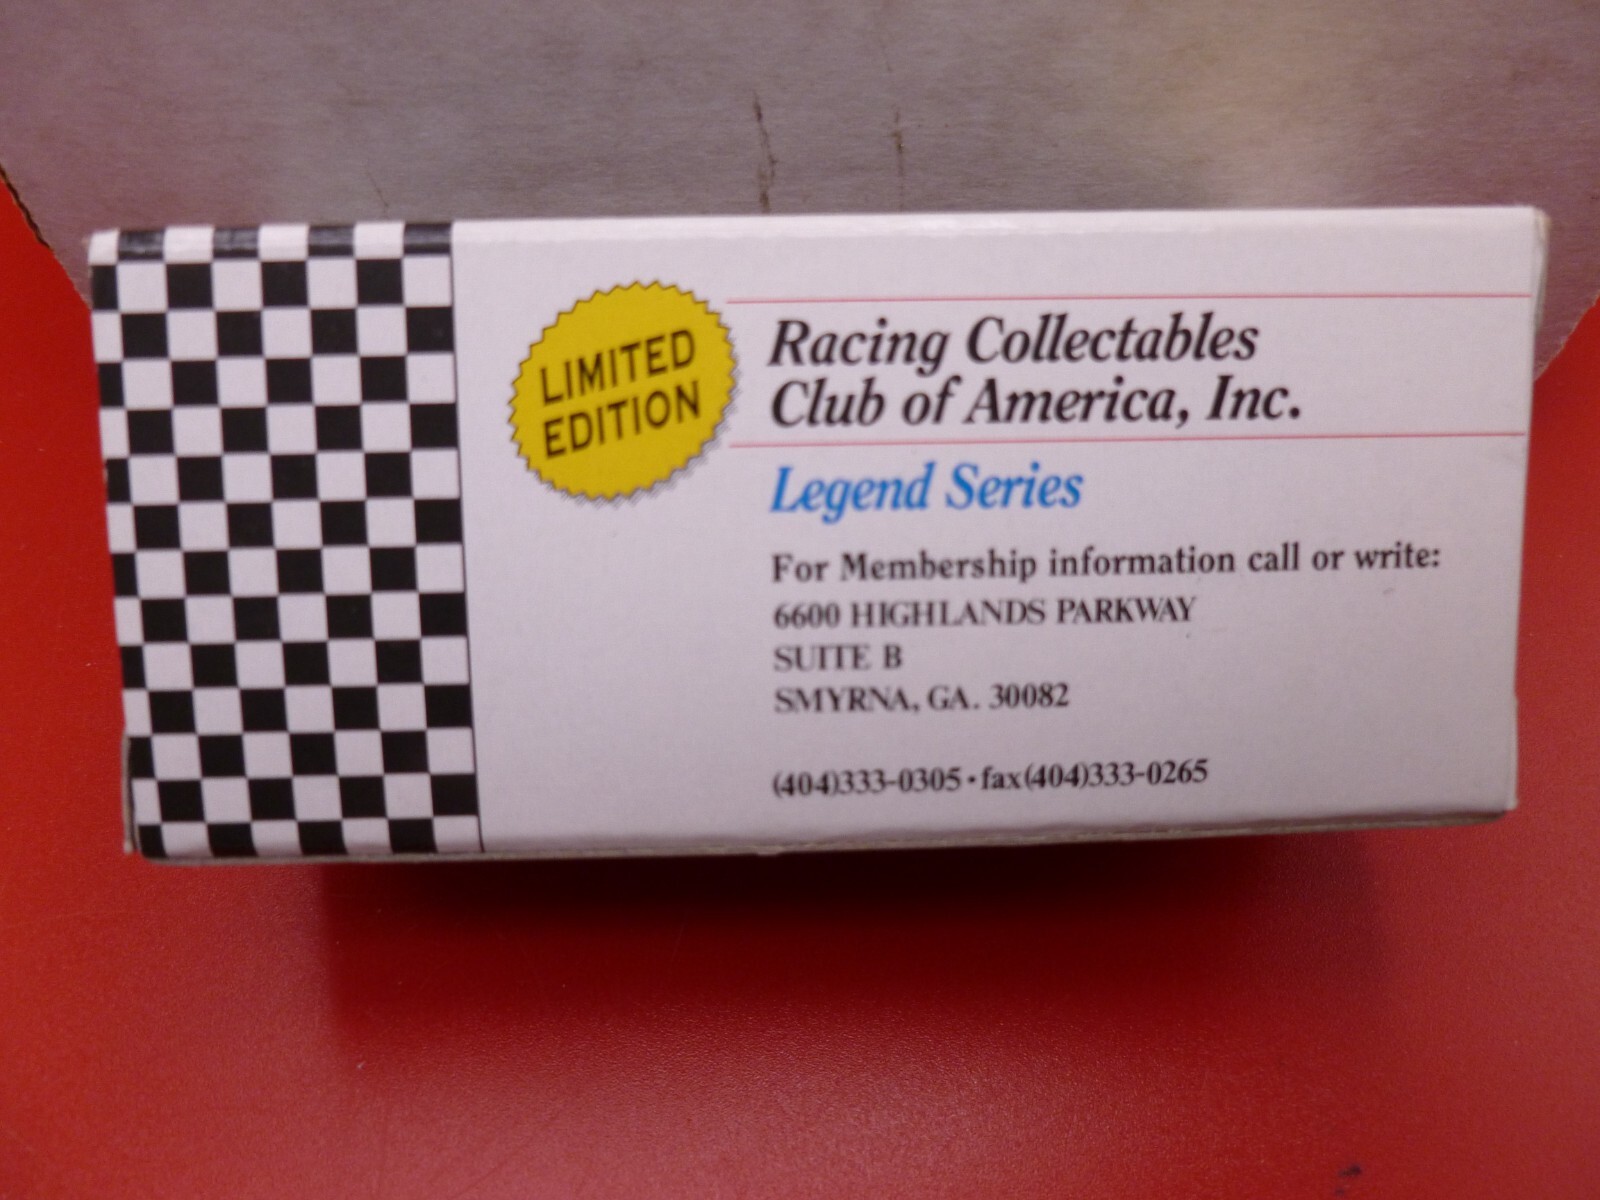 LIMITED
EDITION
Racing Collectables
Club of America, Inc.
Legend Series
For Membership information call or write:
6600 HIGHLANDS PARKWAY
SUITE B
SMYRNA, GA. 30082
(404)333-0305 • fax(404)333-0265